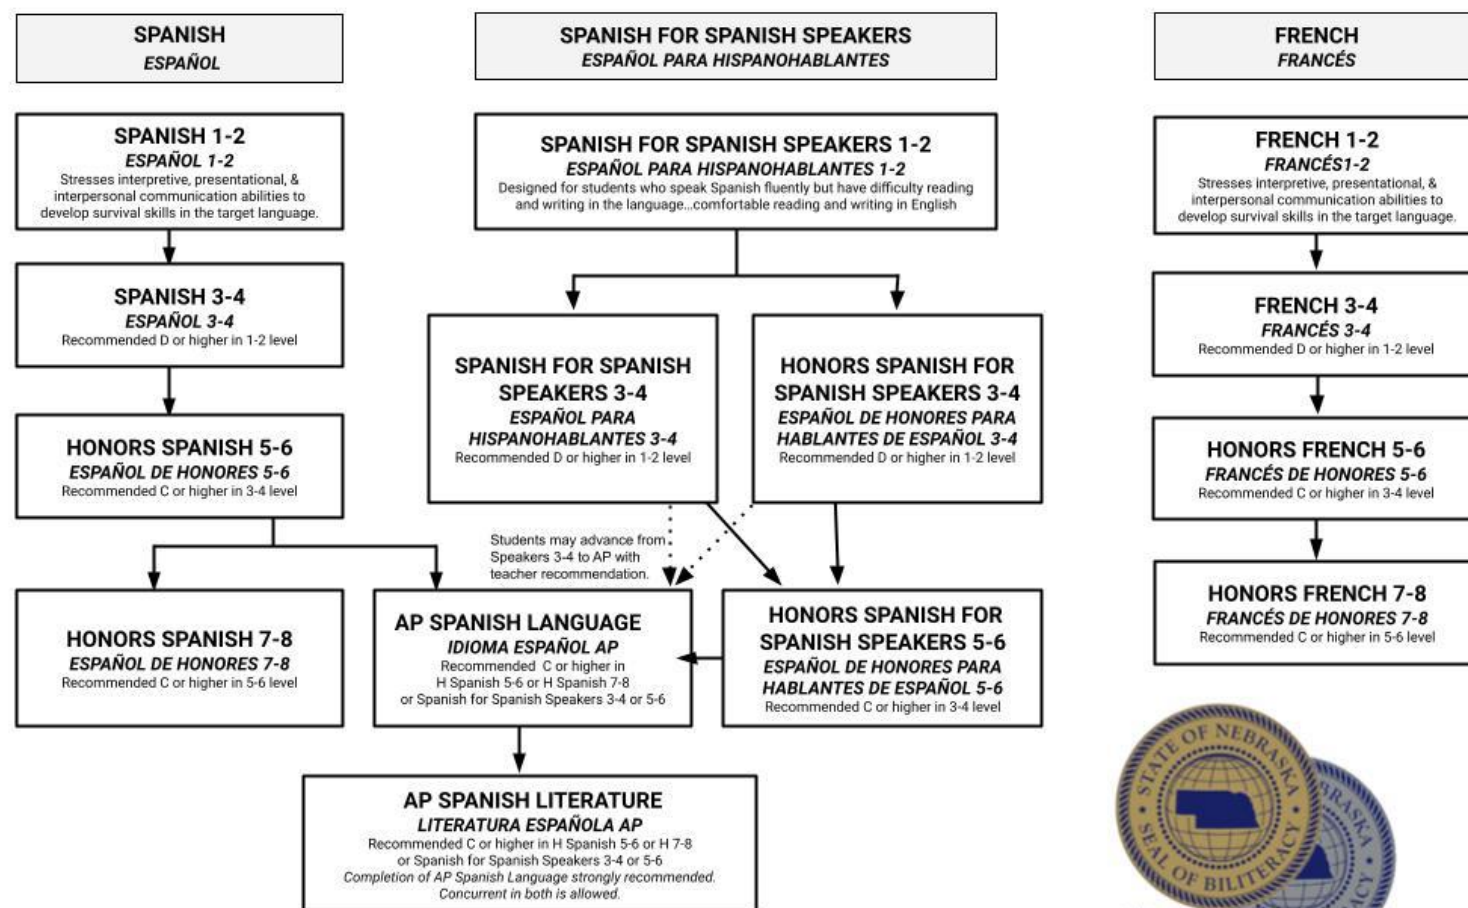 SPANISH
ESPAÑOL
SPANISH 1-2
ESPAÑOL 1-2
Stresses interpretive, presentational, &
interpersonal communication abilities to
develop survival skills in the target language.
SPANISH 3-4
ESPAÑOL 3-4
Recommended D or higher in 1-2 level
HONORS SPANISH 5-6
ESPAÑOL DE HONORES 5-6
Recommended C or higher in 3-4 level
HONORS SPANISH 7-8
ESPAÑOL DE HONORES 7-8
Recommended C or higher in 5-6 level
SPANISH FOR SPANISH SPEAKERS
ESPAÑOL PARA HISPANOHABLANTES
SPANISH FOR SPANISH SPEAKERS 1-2
ESPAÑOL PARA HISPANOHABLANTES 1-2
Designed for students who speak Spanish fluently but have difficulty reading
and writing in the language...comfortable reading and writing in English
SPANISH FOR SPANISH
SPEAKERS 3-4
ESPAÑOL PARA
HISPANOHABLANTES 3-4
Recommended D or higher in 1-2 level
HONORS SPANISH FOR
SPANISH SPEAKERS 3-4
ESPAÑOL DE HONORES PARA
HABLANTES DE ESPAÑOL 3-4
Recommended D or higher in 1-2 level
Students may advance from
Speakers 3-4 to AP with
teacher recommendation.
AP SPANISH LANGUAGE
IDIOMA ESPAÑOL AP
Recommended C or higher in
H Spanish 5-6 or H Spanish 7-8
or Spanish for Spanish Speakers 3-4 or 5-6
HONORS SPANISH FOR
SPANISH SPEAKERS 5-6
ESPAÑOL DE HONORES PARA
HABLANTES DE ESPAÑOL 5-6
Recommended C or higher in 3-4 level
AP SPANISH LITERATURE
LITERATURA ESPAÑOLA AP
Recommended C or higher in H Spanish 5-6 or H 7-8
or Spanish for Spanish Speakers 3-4 or 5-6
Completion of AP Spanish Language strongly recommended.
Concurrent in both is allowed.
FRENCH
FRANCÉS
FRENCH 1-2
FRANCÉS1-2
Stresses interpretive, presentational, &
interpersonal communication abilities to
develop survival skills in the target language.
FRENCH 3-4
FRANCÉS 3-4
Recommended D or higher in 1-2 level
HONORS FRENCH 5-6
FRANCÉS DE HONORES 5-6
Recommended C or higher in 3-4 level
HONORS FRENCH 7-8
FRANCÉS DE HONORES 7-8
Recommended C or higher in 5-6 level
STATE OF NEBRASKA
SEAL OF BILITERACY